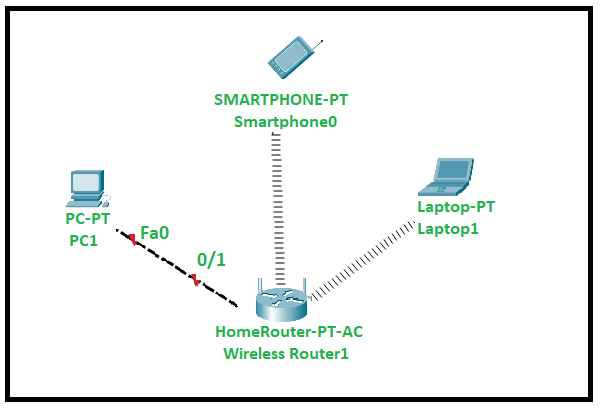 SMARTPHONE-PT
Smartphone0
PC-PT
PC1
Fa0
0/1
Laptop-PT
Laptop1
HomeRouter-PT-AC
Wireless Router1